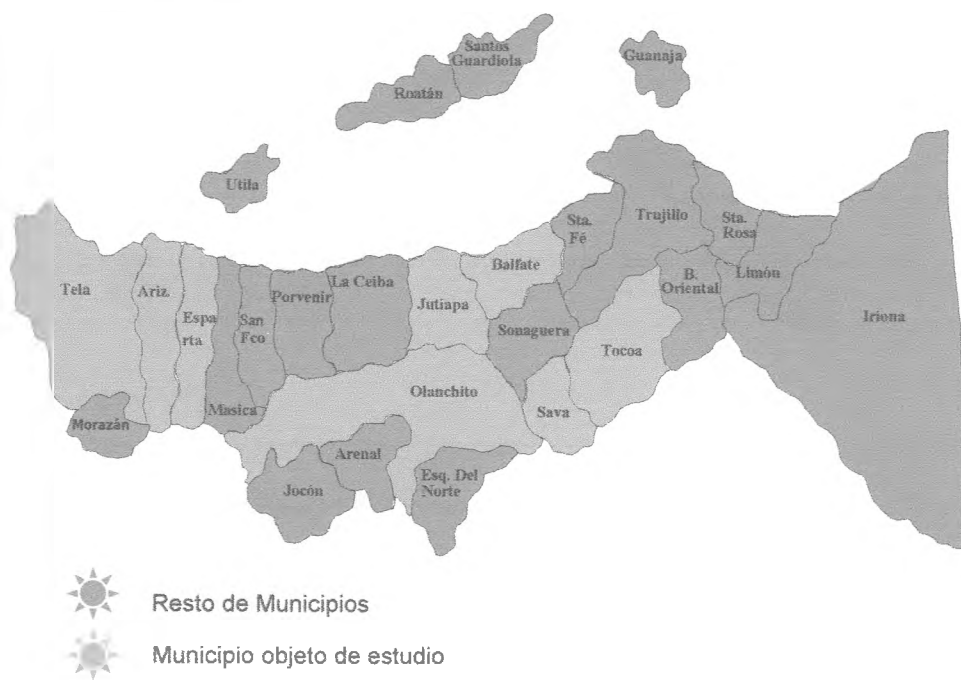 Santos
Guardiola
Guanaja
Roatán
Utila
Sta.
Fé
Trujillo
Sta.
Rosa
Balfate
La Ceiba
B.
Oriental
Limón
Tela
Ariz.
Porvenir
Jutiapa
Espa
rta
San
Fco
Sonaguera
Iriona
Tocoa
Olanchito
Masica
Sava
Morazán
Arenal
Esq. Del
Norte
Jocón
Resto de Municipios
Municipio objeto de estudio